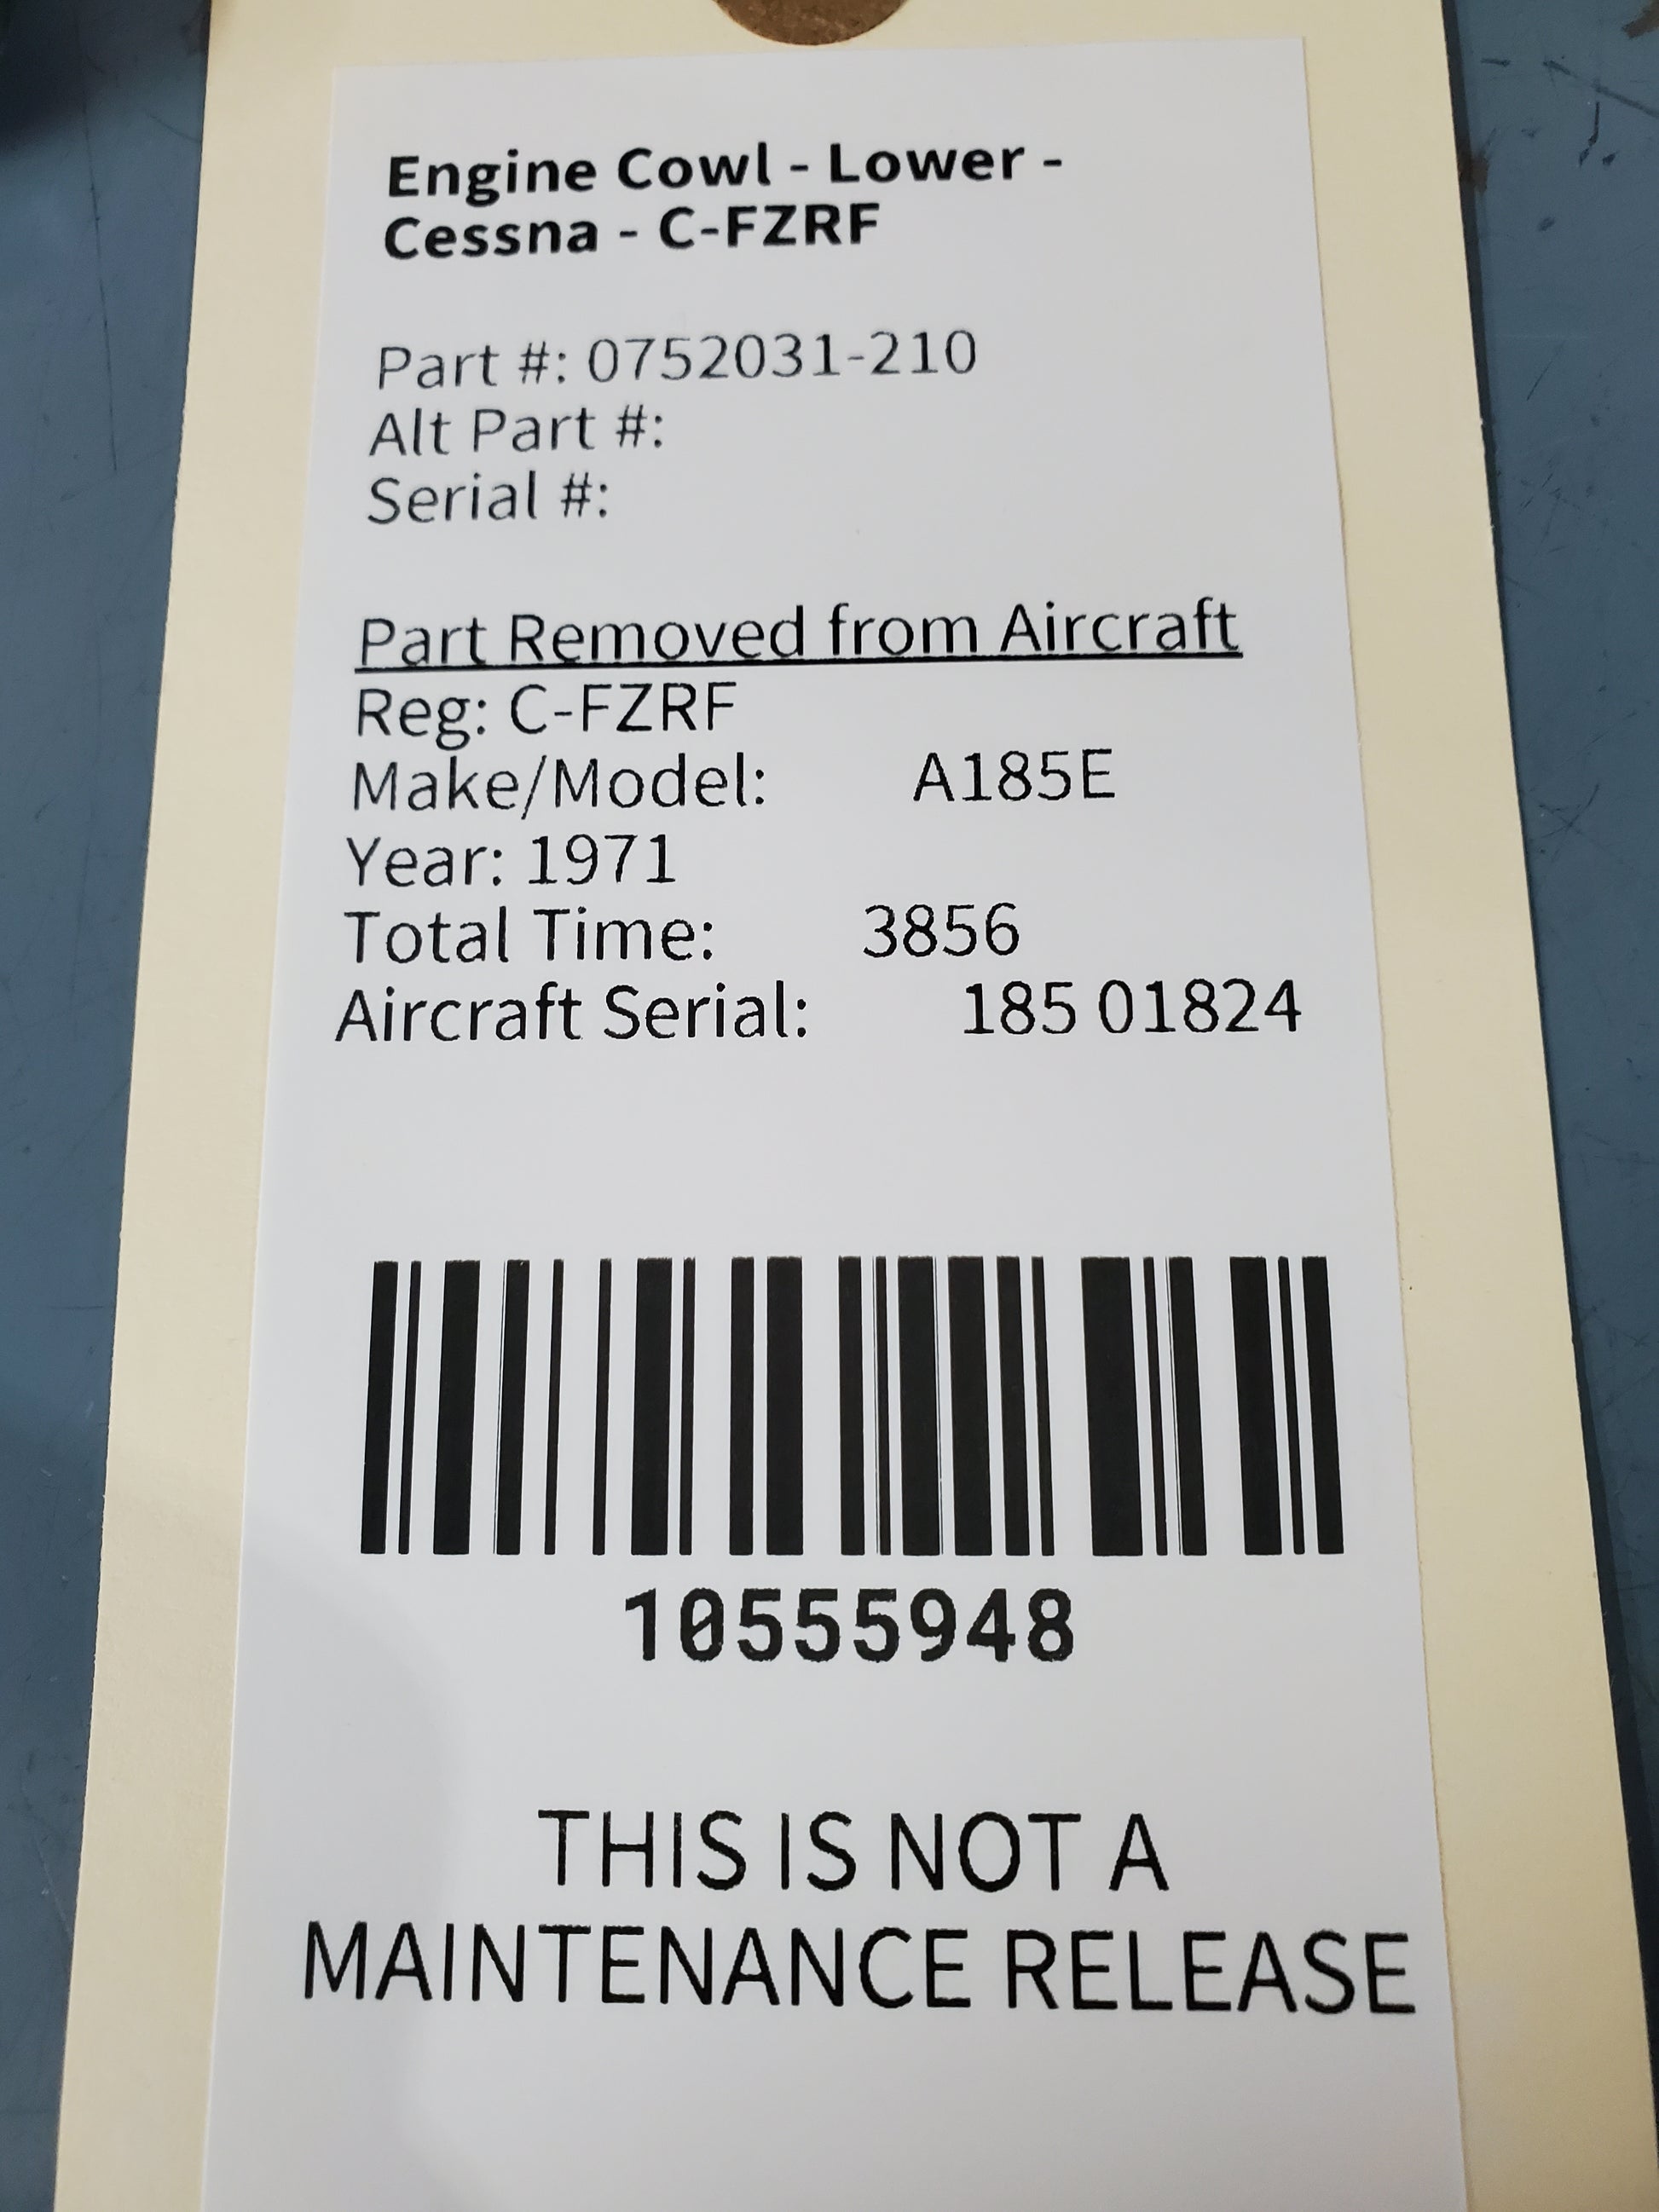 Engine Cowl - Lower -
Cessna - C-FZRF
Part #: 0752031-210
Alt Part #:
Serial #:
Part Removed from Aircraft
Reg: C-FZRF
Make/Model: A185E
Year: 1971
Total Time: 3856
Aircraft Serial: 185 01824
10555948
THIS IS NOT A
MAINTENANCE RELEASE